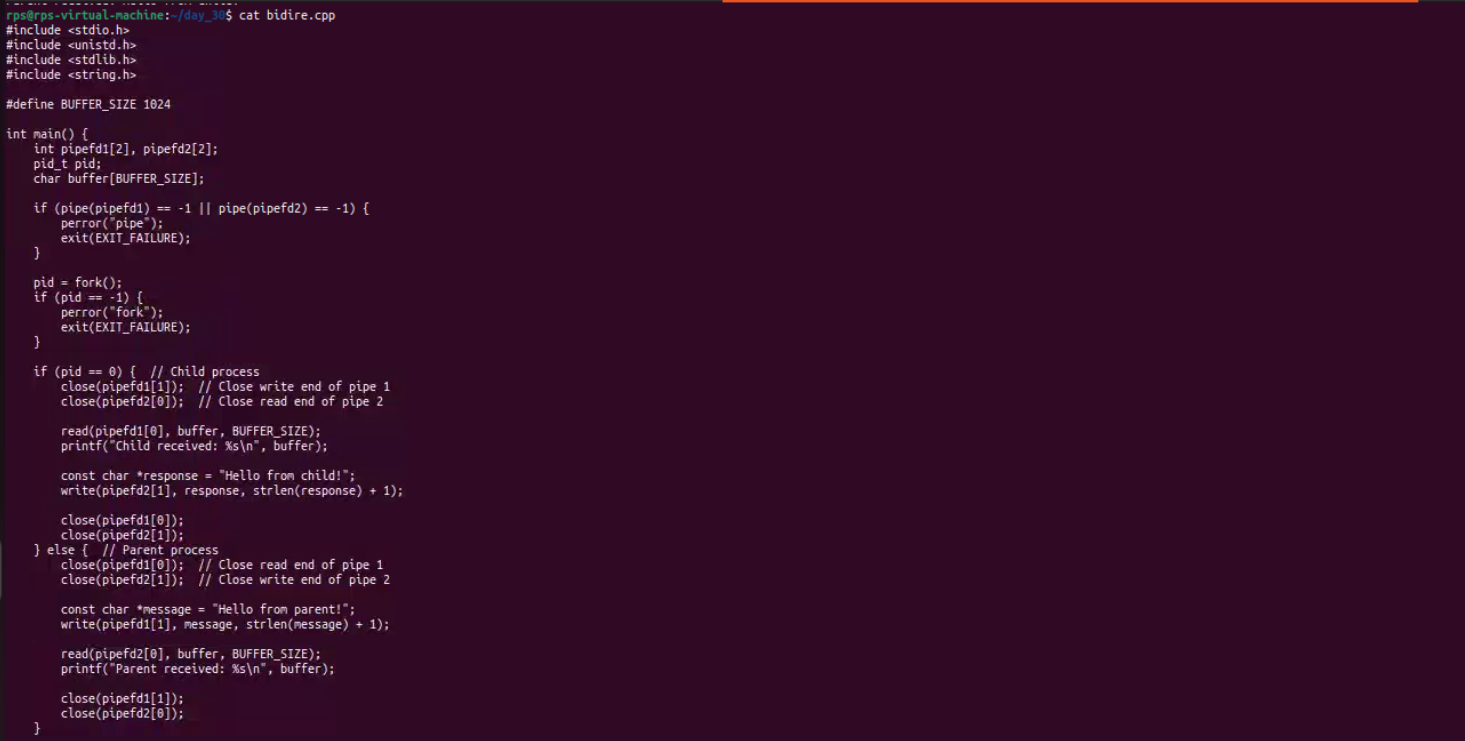 rps@rps-virtual-machine:~/day_30$ cat bidire.cpp
#include <stdio.h>
#include <unistd.h>
#include <stdlib.h>
#include <string.h>

#define BUFFER_SIZE 1024

int main() {
    int pipefd1[2], pipefd2[2];
    pid_t pid;
    char buffer[BUFFER_SIZE];

    if (pipe(pipefd1) == -1 || pipe(pipefd2) == -1) {
        perror("pipe");
        exit(EXIT_FAILURE);
    }

    pid = fork();
    if (pid == -1) {
        perror("fork");
        exit(EXIT_FAILURE);
    }

    if (pid == 0) {  // Child process
        close(pipefd1[1]);  // Close write end of pipe 1
        close(pipefd2[0]);  // Close read end of pipe 2

        read(pipefd1[0], buffer, BUFFER_SIZE);
        printf("Child received: %s\n", buffer);

        const char *response = "Hello from child!";
        write(pipefd2[1], response, strlen(response) + 1);

        close(pipefd1[0]);
        close(pipefd2[1]);
    } else {  // Parent process
        close(pipefd1[0]);  // Close read end of pipe 1
        close(pipefd2[1]);  // Close write end of pipe 2

        const char *message = "Hello from parent!";
        write(pipefd1[1], message, strlen(message) + 1);

        read(pipefd2[0], buffer, BUFFER_SIZE);
        printf("Parent received: %s\n", buffer);

        close(pipefd1[1]);
        close(pipefd2[0]);
    }